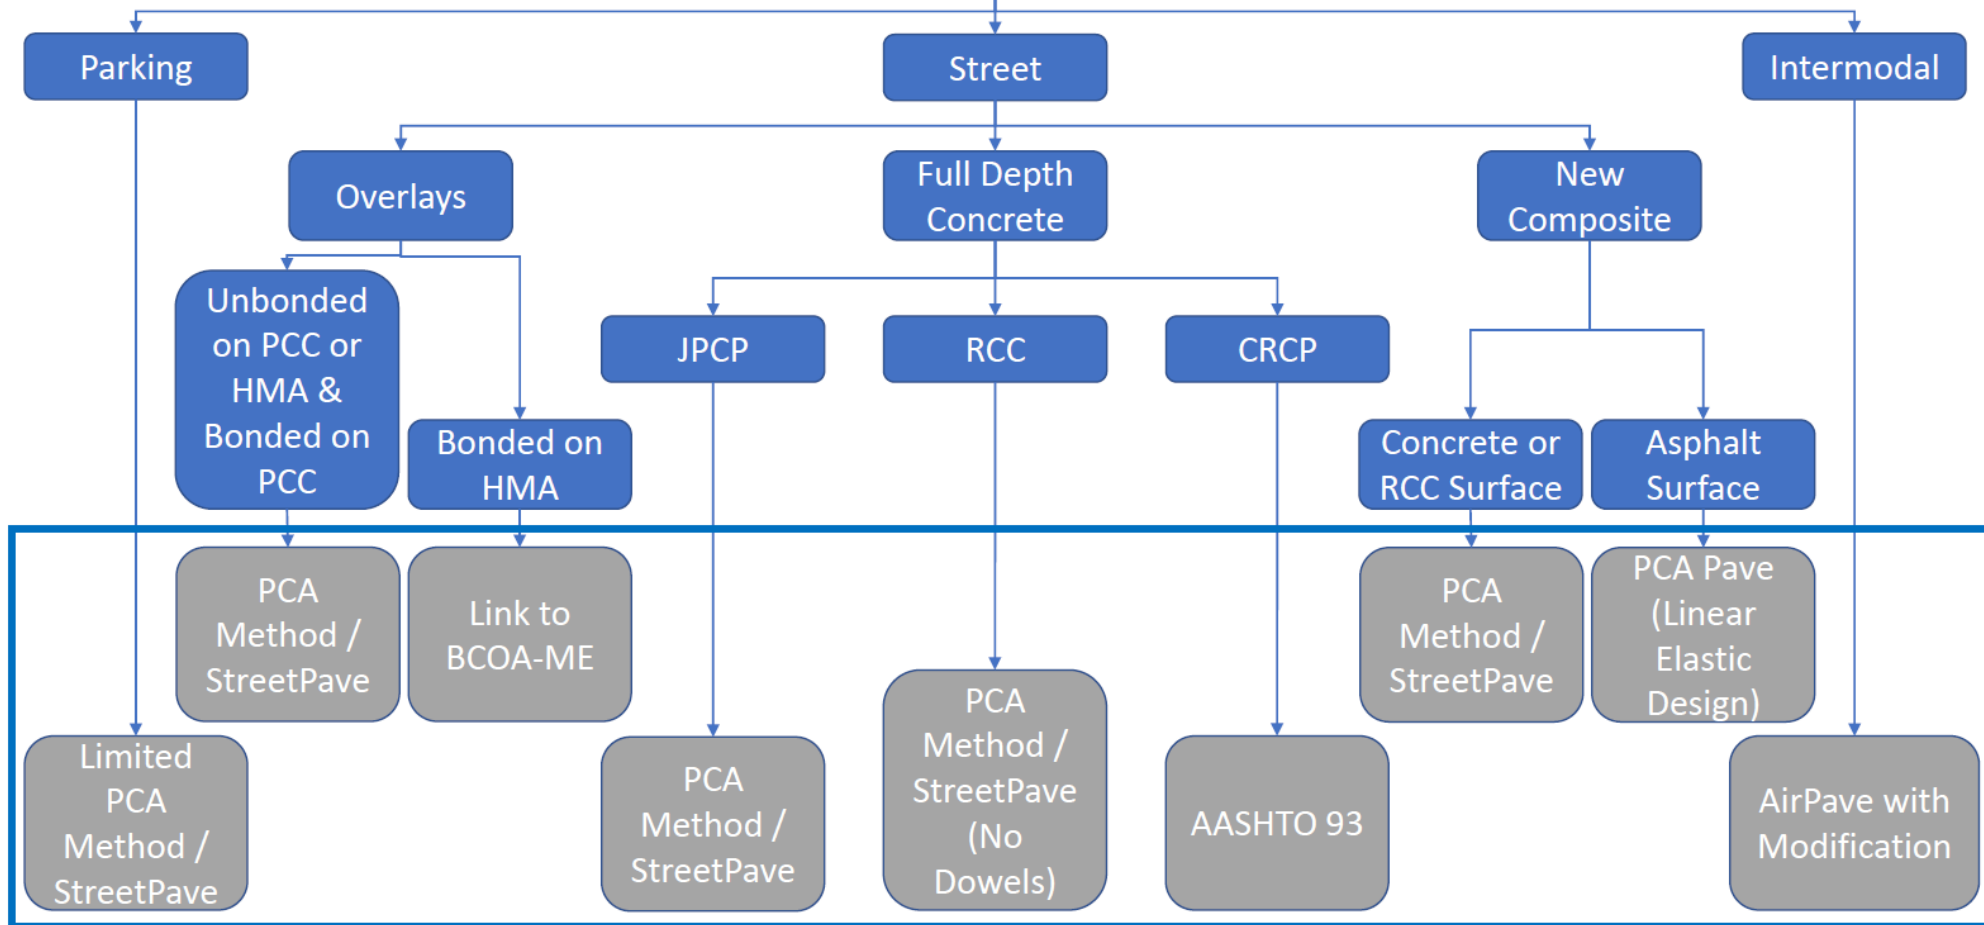 Parking
Street
Intermodal
Overlays
Full Depth
Concrete
New
Composite
Unbonded
on PCC or
HMA &
Bonded on
PCC
Bonded on
HMA
JPCP
RCC
CRCP
Concrete or
RCC Surface
Asphalt
Surface
PCA
Method /
StreetPave
Link to
BCOA-ME
PCA
Method /
StreetPave
PCA Pave
(Linear
Elastic
Design)
Limited
PCA
Method /
StreetPave
PCA
Method /
StreetPave
PCA
Method /
StreetPave
(No
Dowels)
AASHTO 93
AirPave with
Modification